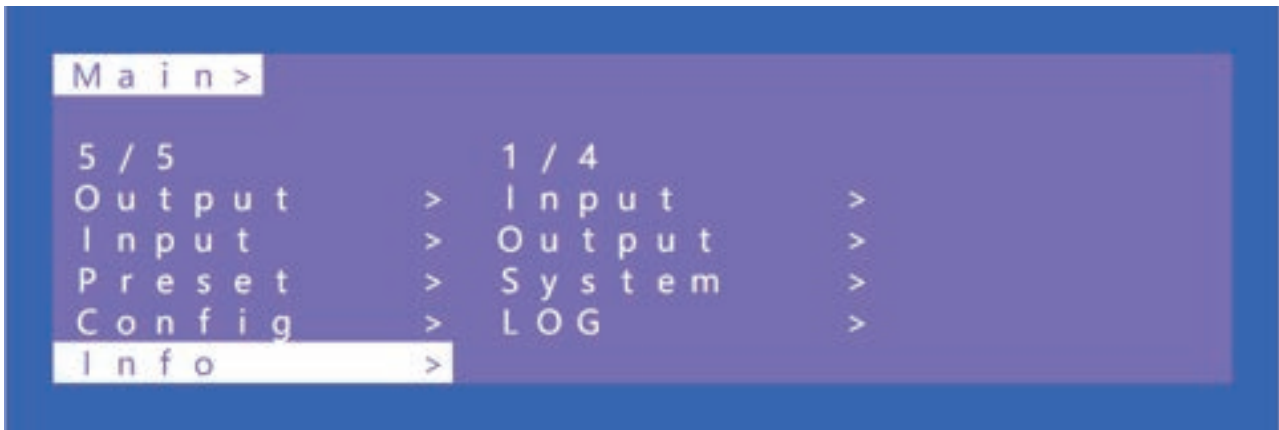 Main>
5/5 1/4
Output > Input >
Input > Output >
Preset > System >
Config > LOG >
Info >